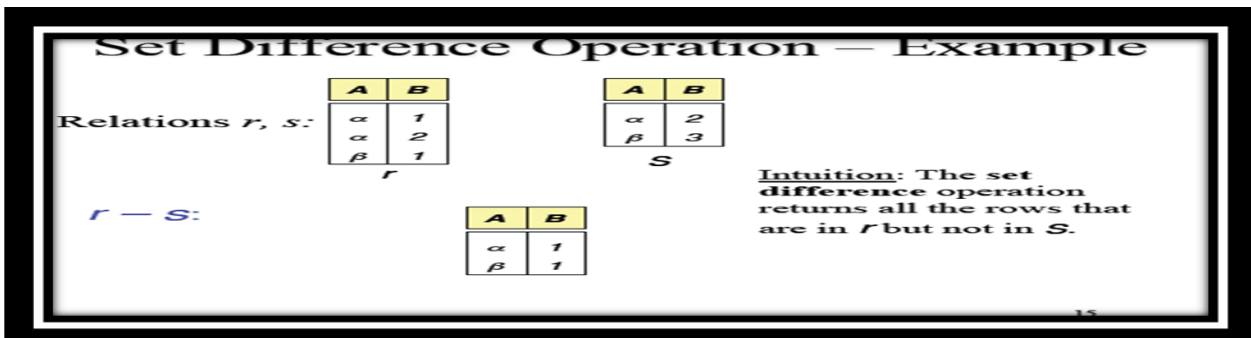 Set Difference Operation – Example
A B
A B
Relations r, s:
α 1
α 2
β 1
r
α 2
β 3
s
Intuition: The set
difference operation
returns all the rows that
are in r but not in s.
r – s:
A B
α 1
β 1
15